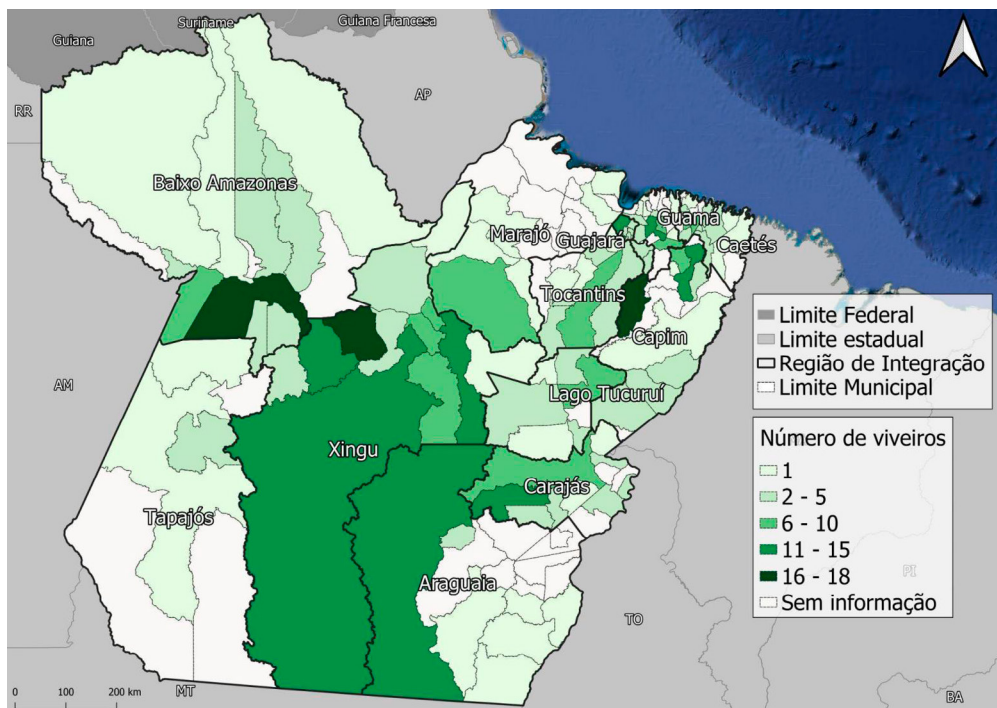 Suriñame
Guiana Francesa
Guiana
RR
AP
Baixo Amazonas
Guamá
Marajó
Guajará
Caetés
Tocantins
Capim
AM
Lago Tucuruí
Xingu
Carajás
Tapajós
Araguaia
TO
PI
MT
BA
0 100 200 km
Limite Federal
Limite estadual
Região de Integração
Limite Municipal
Número de viveiros
1
2 - 5
6 - 10
11 - 15
16 - 18
Sem informação